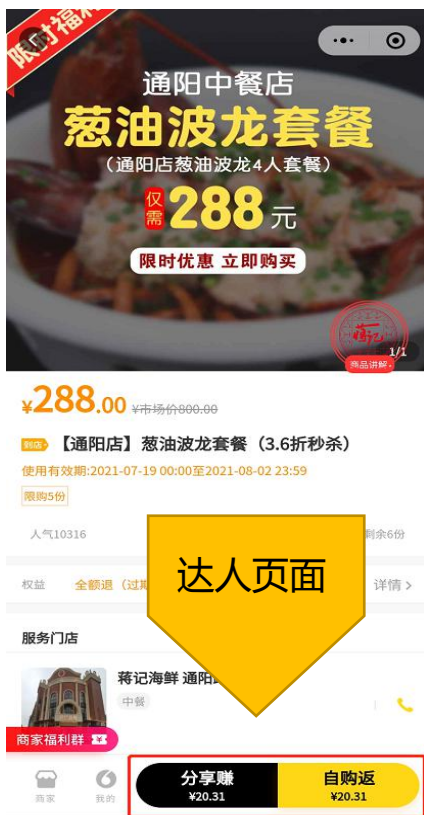 限时福利
通阳中餐店
葱油波龙套餐
（通阳店葱油波龙4人套餐）
仅需288元
限时优惠 立即购买
蒋记
1/1
商品讲解
¥288.00 ¥市场价800.00
到店 【通阳店】葱油波龙套餐（3.6折秒杀）
使用有效期:2021-07-19 00:00至2021-08-02 23:59
限购5份
人气10316
剩余6份
达人页面
权益 全额退（过期
详情 >
服务门店
蒋记海鲜 通阳
中餐
商家福利群
商家
我的
分享赚
¥20.31
自购返
¥20.31